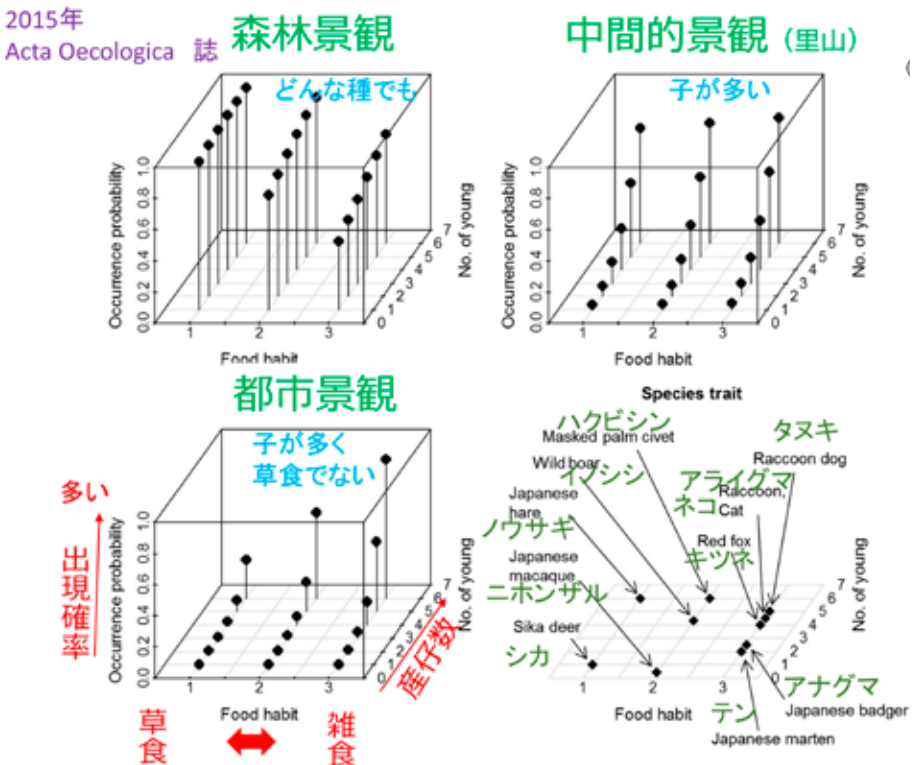 2015年
Acta Oecologica 誌
森林景観
どんな種でも
Occurrence probability
0.0 0.2 0.4 0.6 0.8 1.0
1 2 3
Food habit
0 1 2 3 4 5 6 7
No. of young
中間的景観（里山）
子が多い
Occurrence probability
0.0 0.2 0.4 0.6 0.8 1.0
1 2 3
Food habit
0 1 2 3 4 5 6 7
No. of young
都市景観
子が多く
草食でない
多い
出現確率
Occurrence probability
0.0 0.2 0.4 0.6 0.8 1.0
1 2 3
Food habit
0 1 2 3 4 5 6 7
No. of young
産仔数
草食
雑食
Species trait
ハクビシン
Masked palm civet
タヌキ
Raccoon dog
Wild boar
イノシシ
アライグマ
ネコ
Raccoon,
Cat
Japanese
hare
ノウサギ
Red fox
キツネ
Japanese
macaque
ニホンザル
Sika deer
シカ
1 2 3
Food habit
0 1 2 3 4 5 6 7
No. of young
アナグマ
Japanese badger
テン
Japanese marten